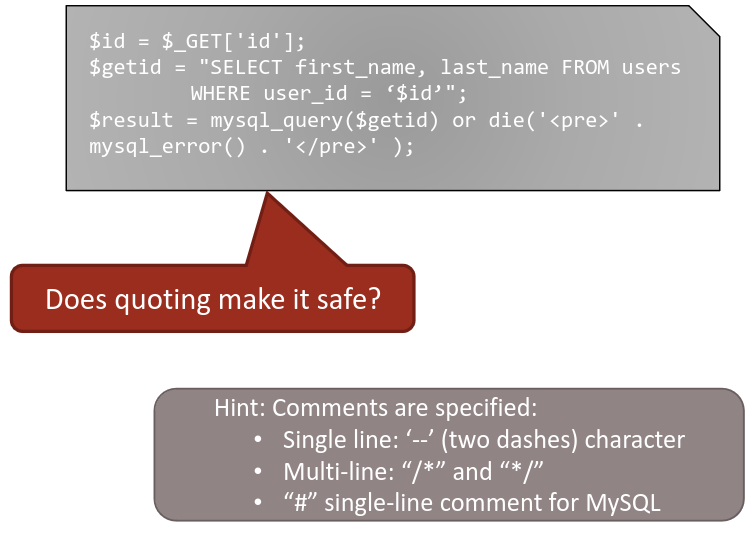 $id = $_GET['id'];
$getid = "SELECT first_name, last_name FROM users
WHERE user_id = ‘$id’";
$result = mysql_query($getid) or die('<pre>' .
mysql_error() . '</pre>' );
Does quoting make it safe?
Hint: Comments are specified:
• Single line: ‘--’ (two dashes) character
• Multi-line: “/*” and “*/”
• “#” single-line comment for MySQL